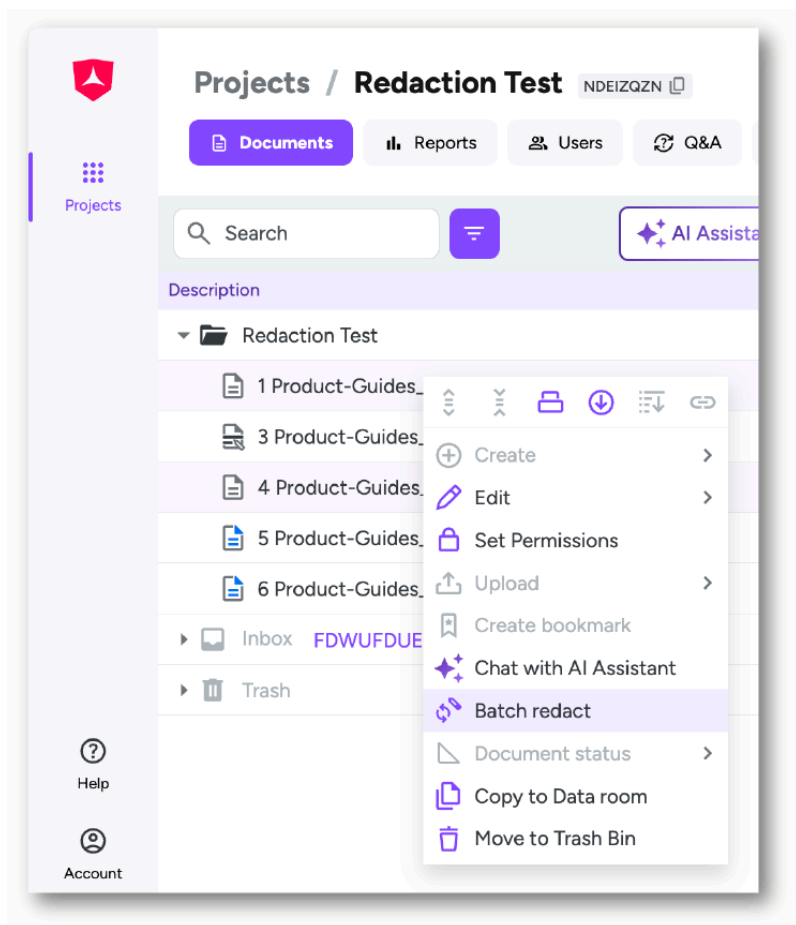 Projects / Redaction Test NDEIZQZN
Documents Reports Users Q&A
Projects
Search AI Assista
Description
Redaction Test
1 Product-Guides_
3 Product-Guides_
4 Product-Guides_
5 Product-Guides_
6 Product-Guides_
Inbox FDWUFDUE
Trash
Create
Edit
Set Permissions
Upload
Create bookmark
Chat with AI Assistant
Batch redact
Document status
Copy to Data room
Move to Trash Bin
Help
Account